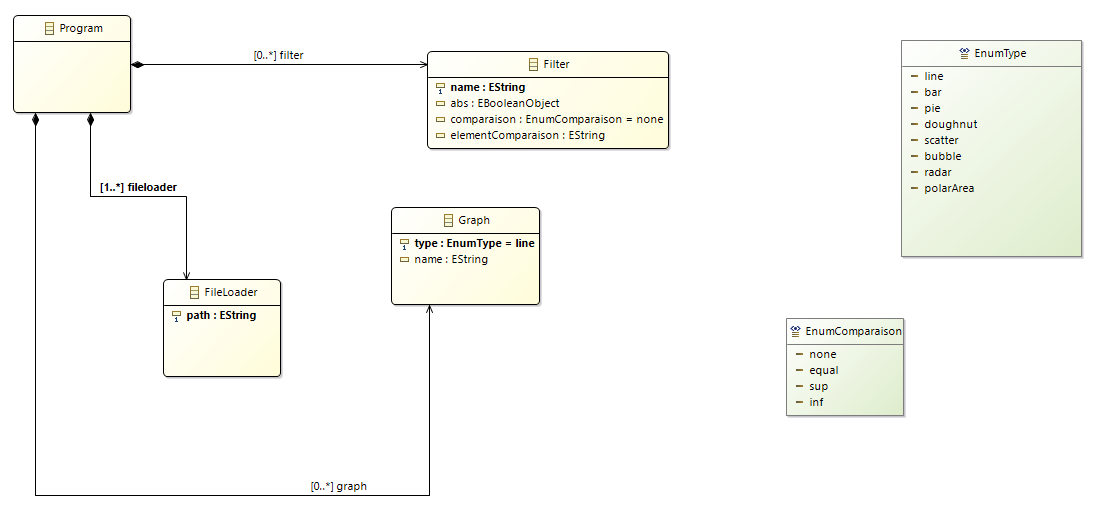 Program
[0..*] filter
Filter
name : EString
abs : EBooleanObject
comparaison : EnumComparaison = none
elementComparaison : EString
EnumType
line
bar
pie
doughnut
scatter
bubble
radar
polarArea
[1..*] fileloader
Graph
type : EnumType = line
name : EString
FileLoader
path : EString
EnumComparaison
none
equal
sup
inf
[0..*] graph